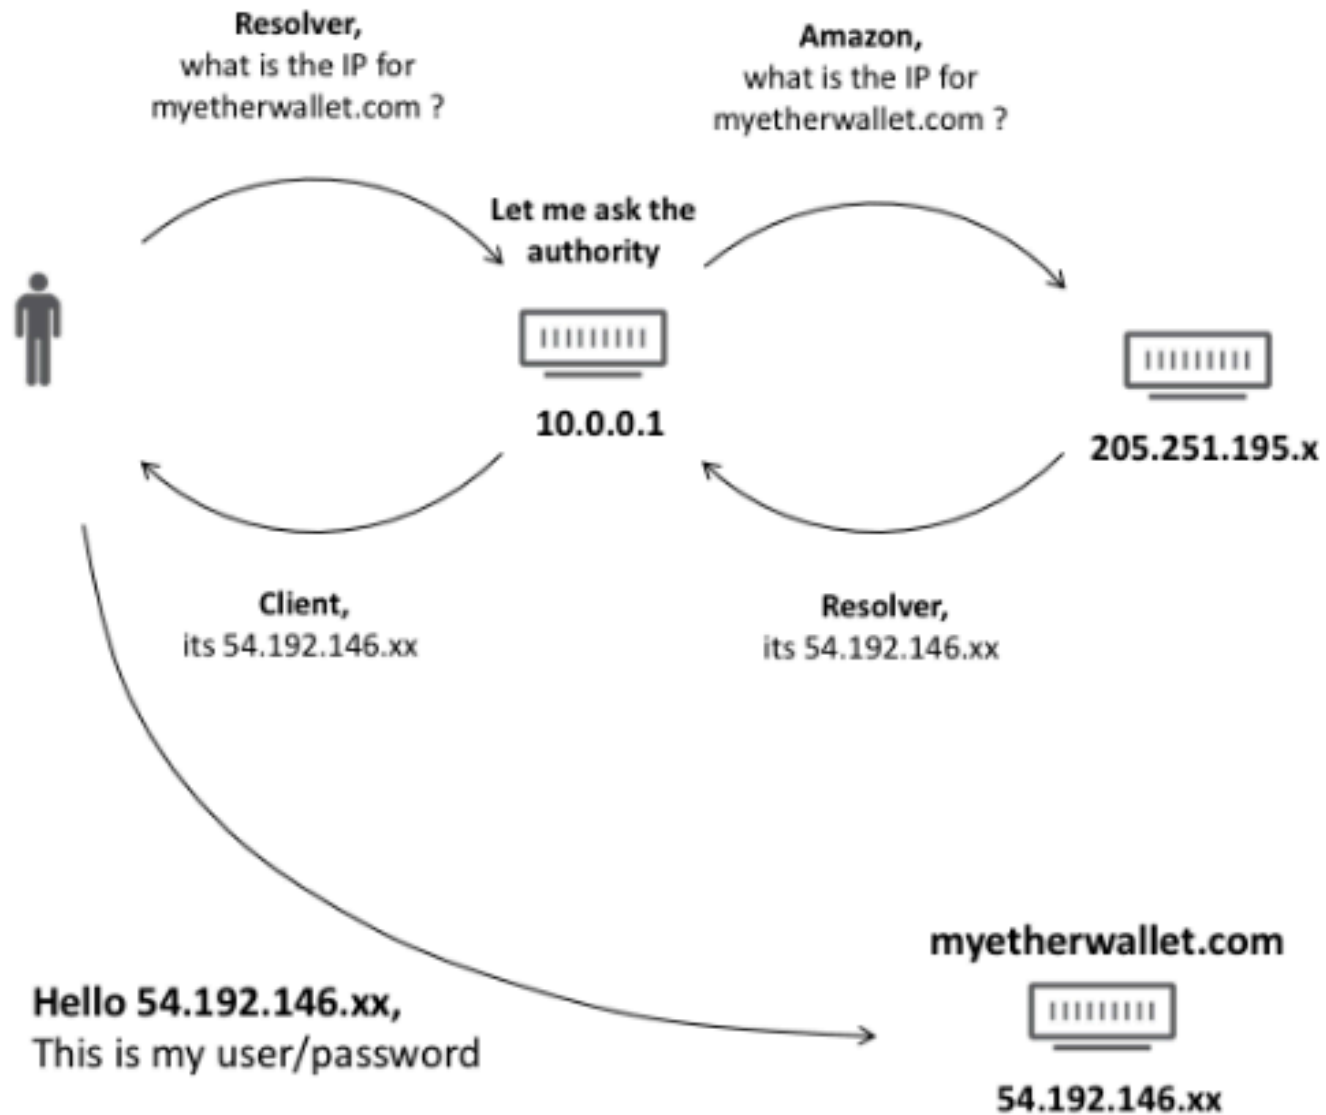 Resolver,
what is the IP for
myetherwallet.com ?
Amazon,
what is the IP for
myetherwallet.com ?
Let me ask the
authority
10.0.0.1
205.251.195.x
Client,
its 54.192.146.xx
Resolver,
its 54.192.146.xx
myetherwallet.com
Hello 54.192.146.xx,
This is my user/password
54.192.146.xx